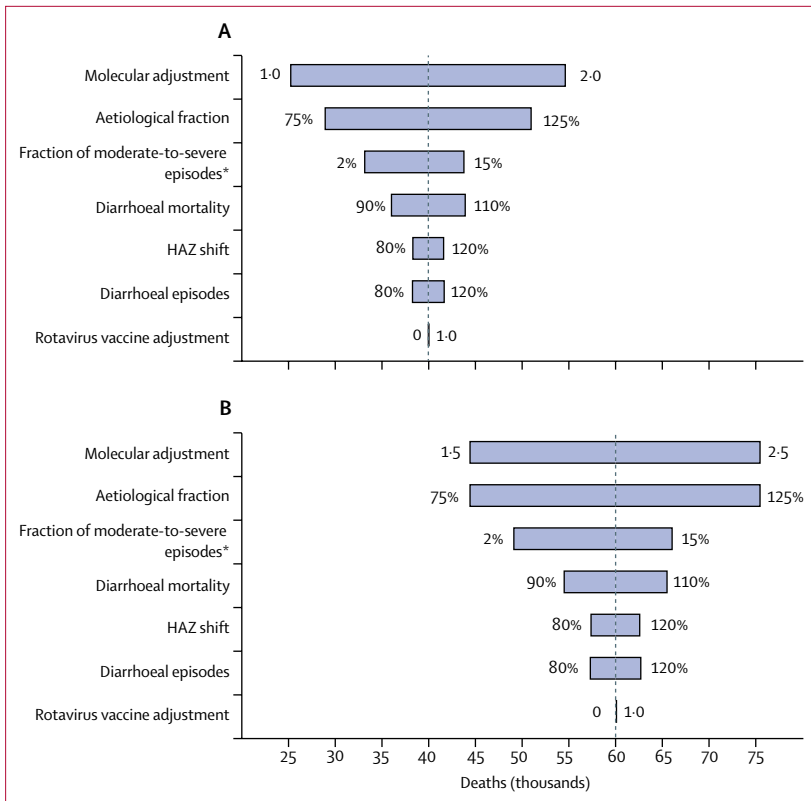 A
Molecular adjustment
1·0
2·0
Aetiological fraction
75%
125%
Fraction of moderate-to-severe
episodes*
2%
15%
Diarrhoeal mortality
90%
110%
HAZ shift
80%
120%
Diarrhoeal episodes
80%
120%
Rotavirus vaccine adjustment
0
1·0
B
Molecular adjustment
1·5
2·5
Aetiological fraction
75%
125%
Fraction of moderate-to-severe
episodes*
2%
15%
Diarrhoeal mortality
90%
110%
HAZ shift
80%
120%
Diarrhoeal episodes
80%
120%
Rotavirus vaccine adjustment
0
1·0
25 30 35 40 45 50 55 60 65 70 75
Deaths (thousands)